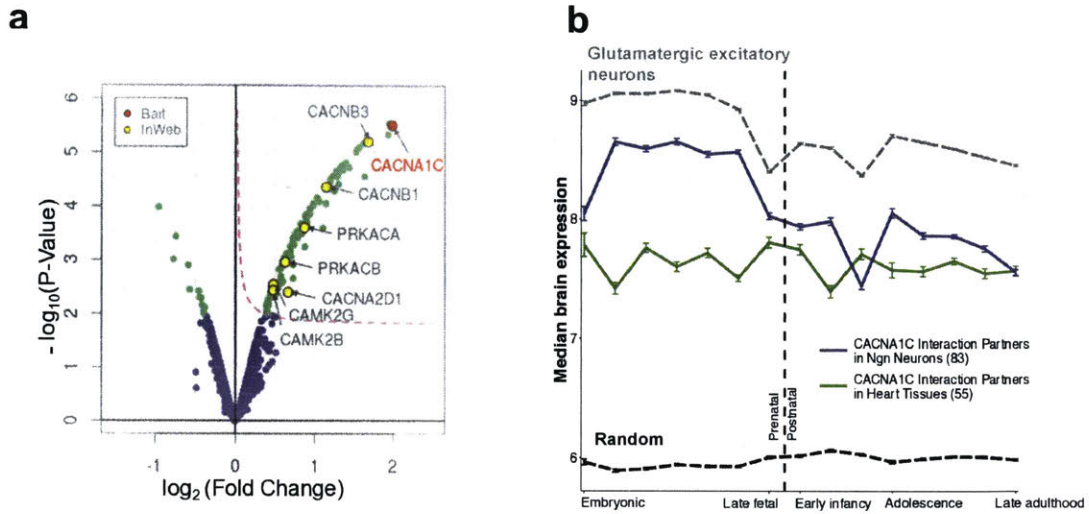 a
6
5
4
3
2
1
0
-1
0
1
2
- log10(P-Value)
log2 (Fold Change)
Bait
InWeb
CACNB3
CACNA1C
CACNB1
PRKACA
PRKACB
CACNA2D1
CAMK2G
CAMK2B
b
Glutamatergic excitatory
neurons
9
8
7
6
Median brain expression
CACNA1C Interaction Partners
in Ngn Neurons (83)
CACNA1C Interaction Partners
in Heart Tissues (55)
Prenatal
Postnatal
Random
Embryonic
Late fetal
Early infancy
Adolescence
Late adulthood